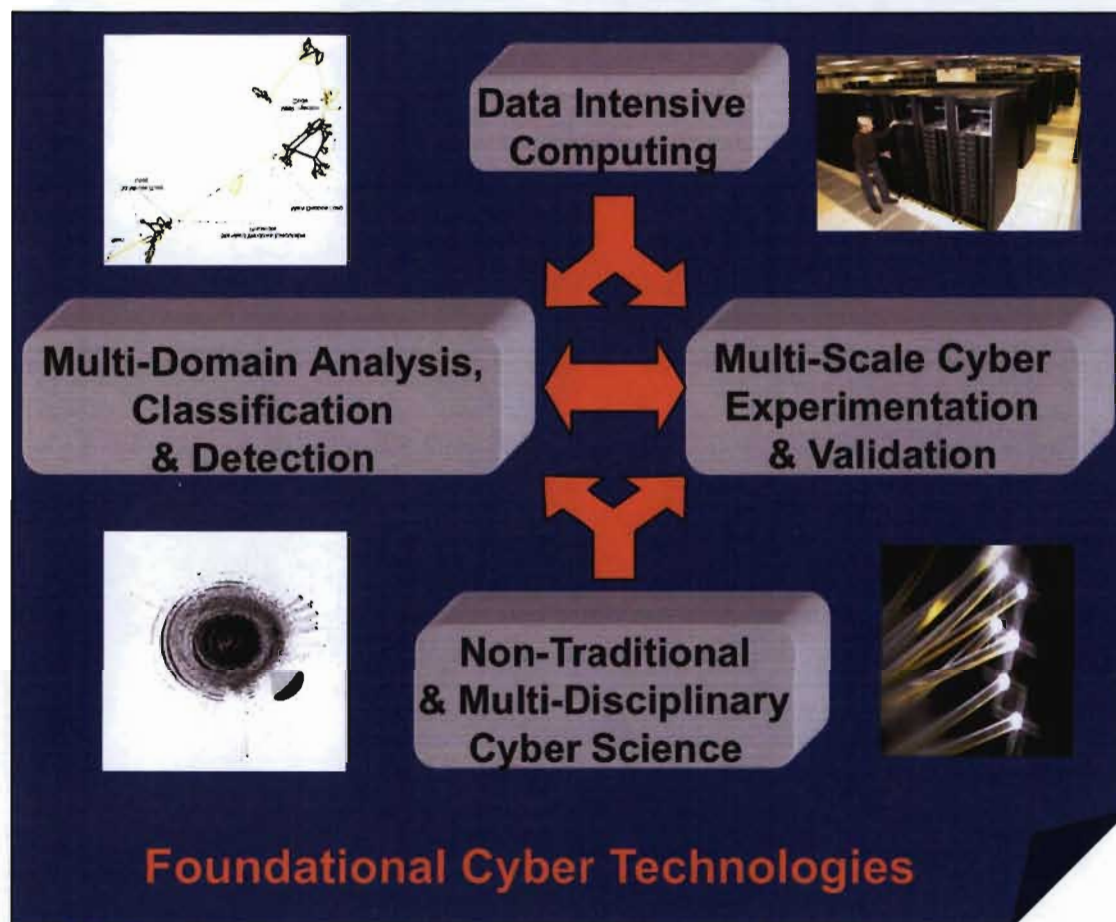 Data Intensive
Computing
Multi-Domain Analysis,
Classification
& Detection
Multi-Scale Cyber
Experimentation
& Validation
Non-Traditional
& Multi-Disciplinary
Cyber Science
Foundational Cyber Technologies